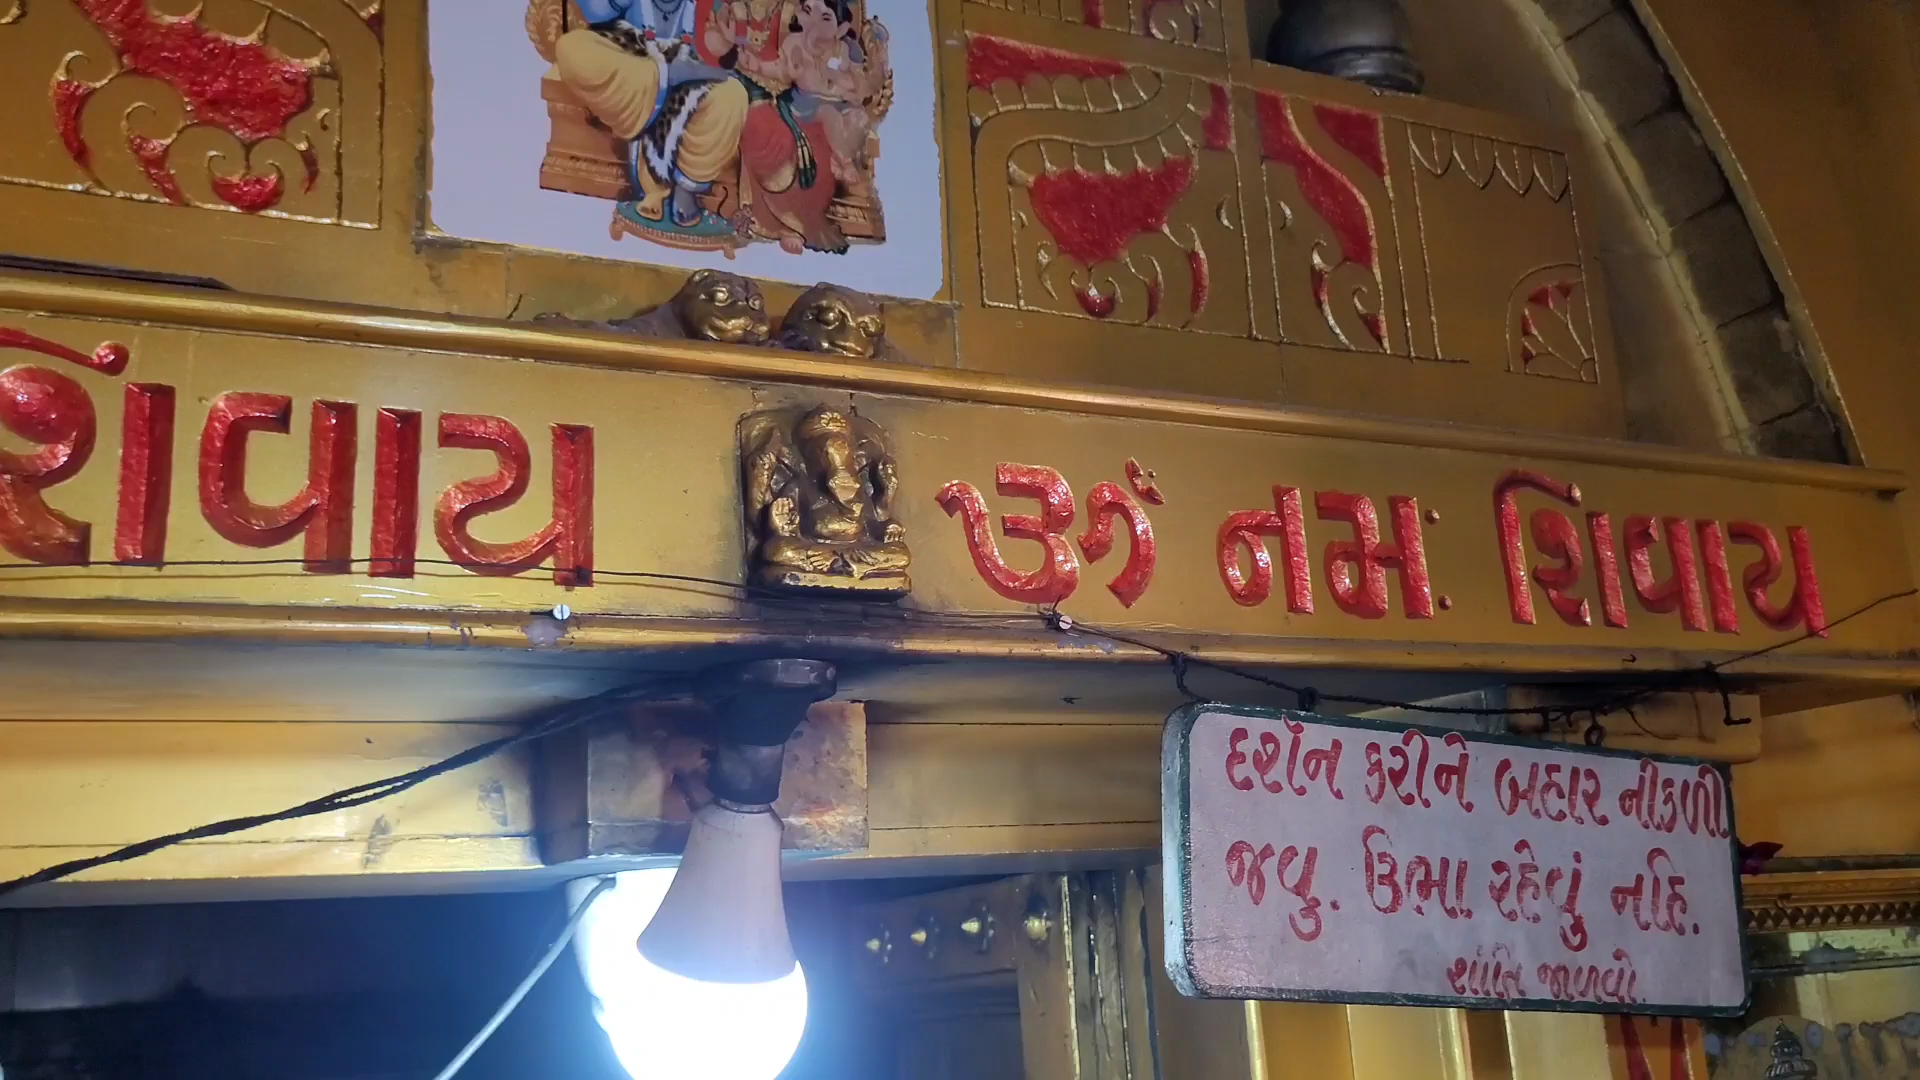 શિવાય ૐ નમઃ શિવાય
દર્શન કરીને બહાર નીકળી
જવુ. ઉભા રહેવું નહિ.
શાંતિ જાળવો.